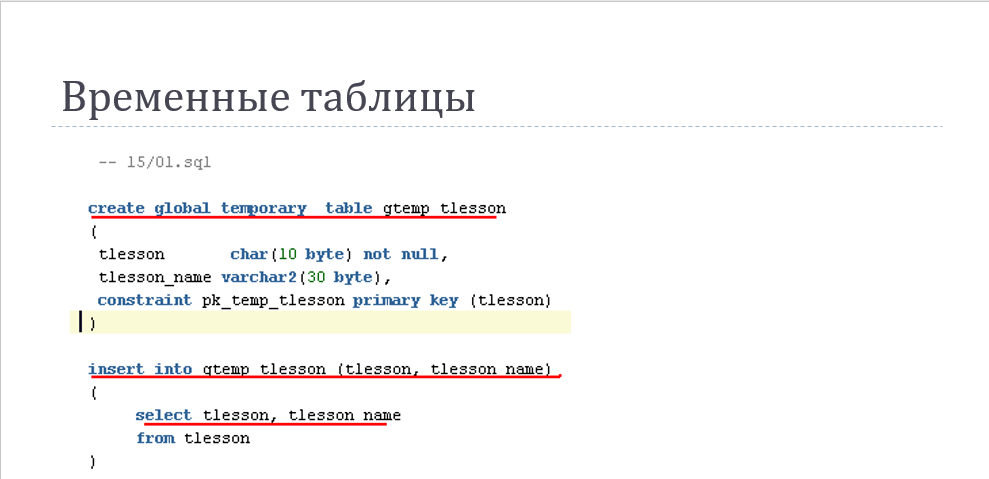 Временные таблицы
-- 15/01.sql
create global temporary table gtemp_tlesson
(
tlesson char(10 byte) not null,
tlesson_name varchar2(30 byte),
constraint pk_temp_tlesson primary key (tlesson)
)
insert into gtemp_tlesson (tlesson, tlesson_name)
(
select tlesson, tlesson_name
from tlesson
)